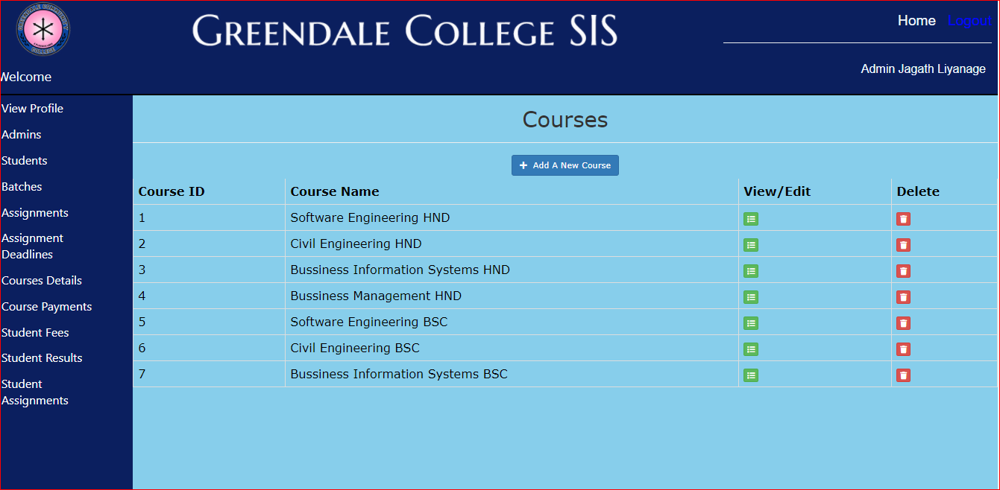 GREENDALE COMMUNITY
COLLEGE
GREENDALE COLLEGE SIS
Home Logout
Welcome
Admin Jagath Liyanage
View Profile
Admins
Students
Batches
Assignments
Assignment
Deadlines
Courses Details
Course Payments
Student Fees
Student Results
Student
Assignments
Courses
Add A New Course
Course ID Course Name View/Edit Delete
1 Software Engineering HND
2 Civil Engineering HND
3 Bussiness Information Systems HND
4 Bussiness Management HND
5 Software Engineering BSC
6 Civil Engineering BSC
7 Bussiness Information Systems BSC